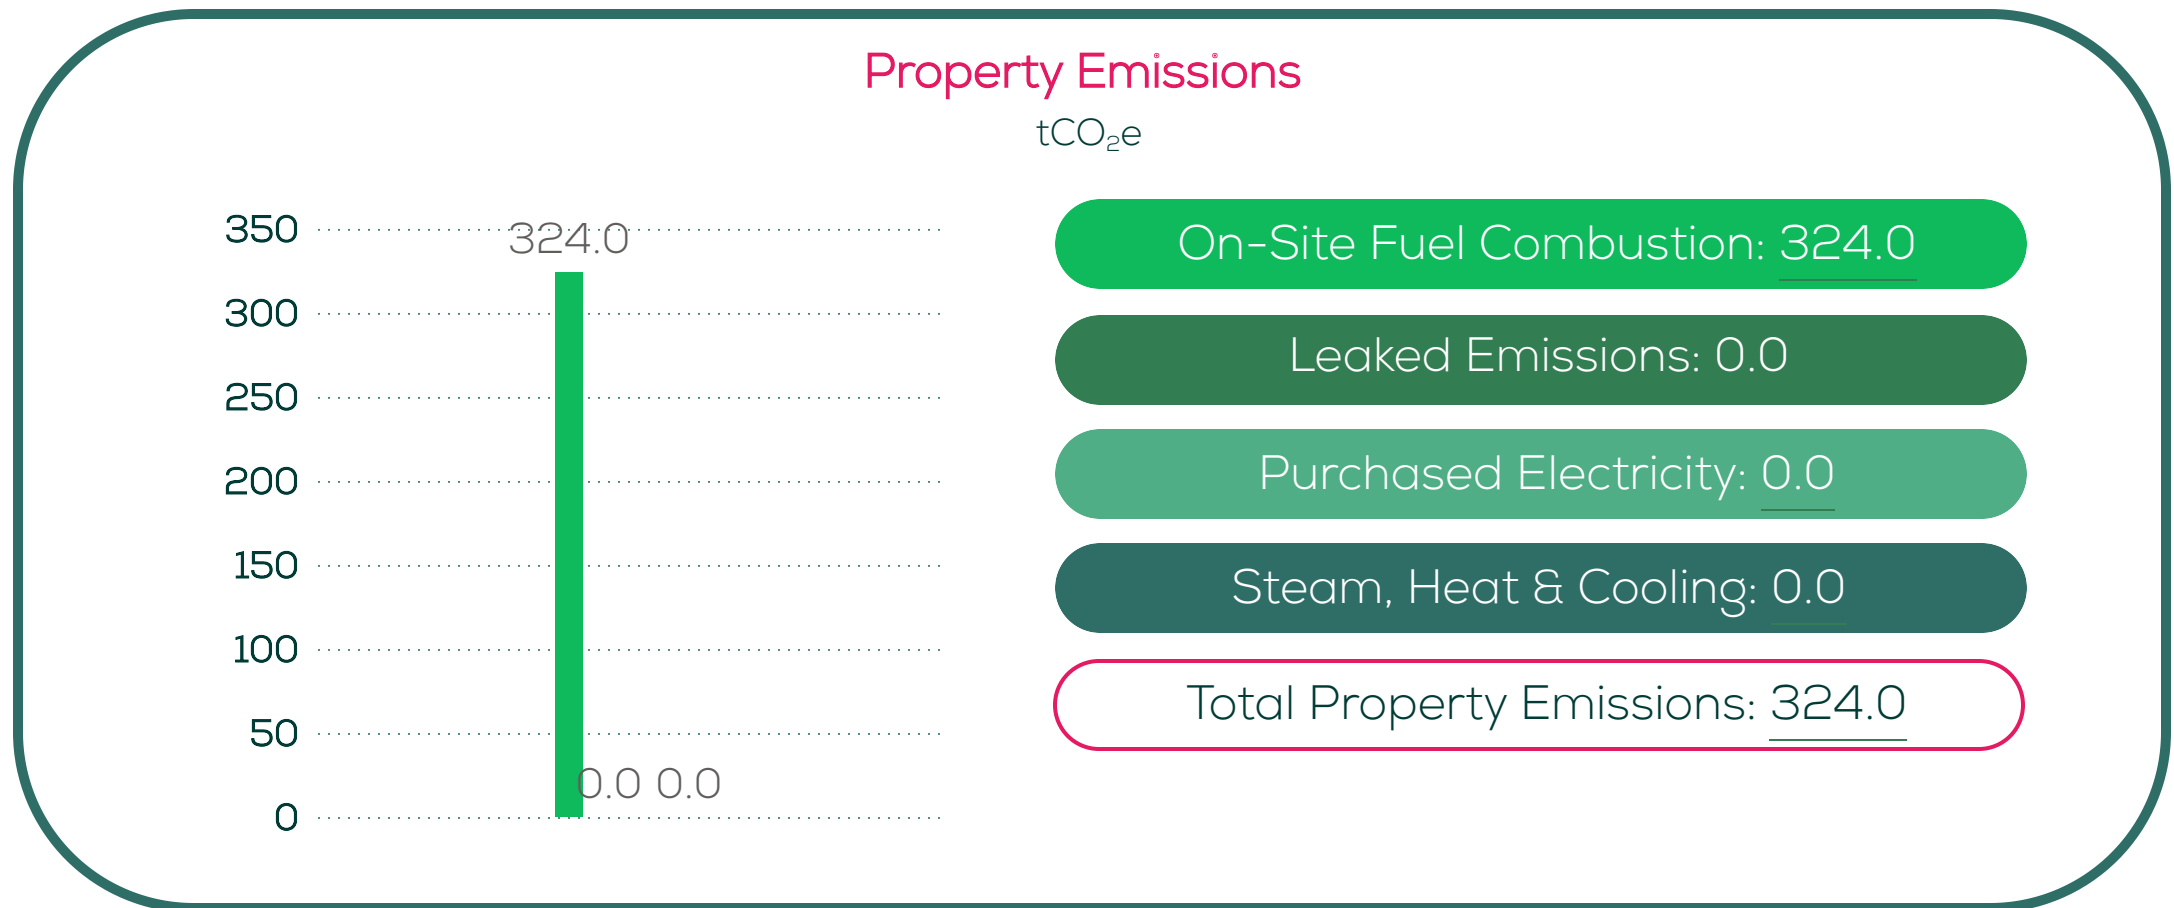 Property Emissions
tCO₂e
350
324.0
300
250
200
150
100
50
0.0 0.0
0
On-Site Fuel Combustion: 324.0
Leaked Emissions: 0.0
Purchased Electricity: 0.0
Steam, Heat & Cooling: 0.0
Total Property Emissions: 324.0